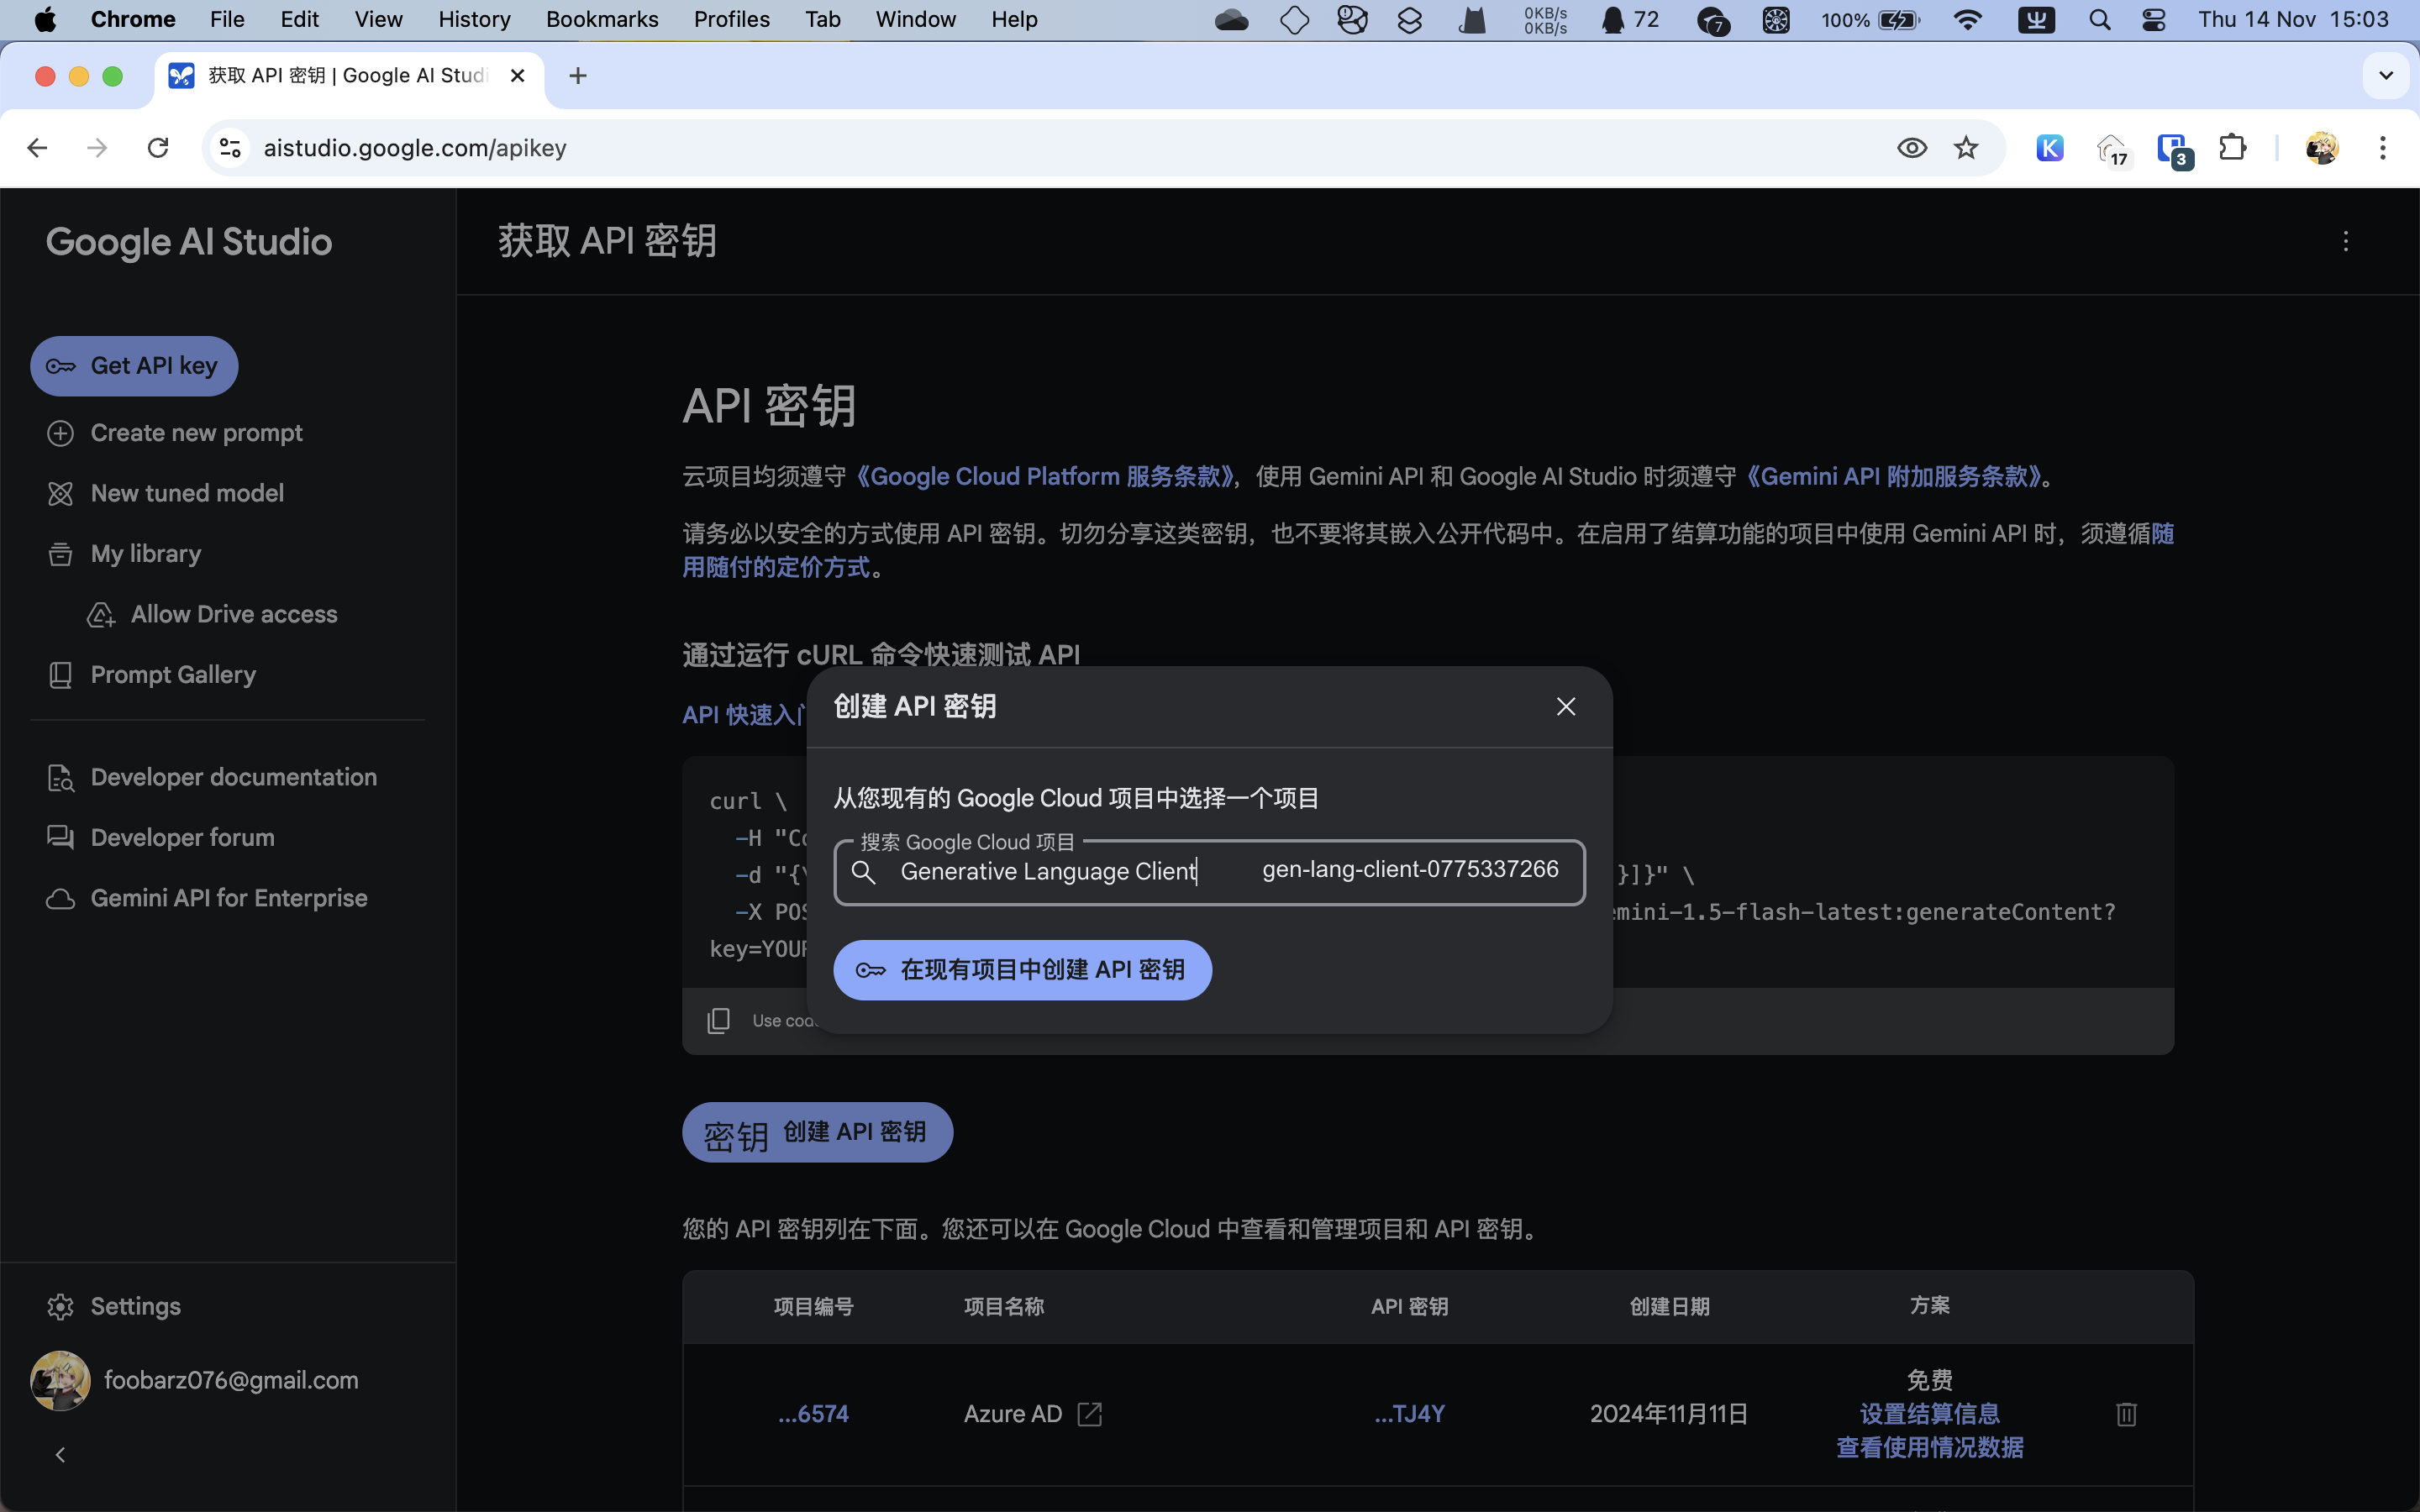 Chrome File Edit View History Bookmarks Profiles Tab Window Help
0KB/s
0KB/s
72
7
100%
Thu 14 Nov 15:03
获取 API 密钥 | Google AI Studi
aistudio.google.com/apikey
K
17
3
Google AI Studio
Get API key
Create new prompt
New tuned model
My library
Allow Drive access
Prompt Gallery
Developer documentation
Developer forum
Gemini API for Enterprise
Settings
foobarz076@gmail.com
获取 API 密钥
API 密钥
云项目均须遵守《Google Cloud Platform 服务条款》，使用 Gemini API 和 Google AI Studio 时须遵守《Gemini API 附加服务条款》。
请务必以安全的方式使用 API 密钥。切勿分享这类密钥，也不要将其嵌入公开代码中。在启用了结算功能的项目中使用 Gemini API 时，须遵循随
用随付的定价方式。
通过运行 cURL 命令快速测试 API
API 快速入门
curl \
-H "Co
-d "{\ }]}" \
-X POS emini-1.5-flash-latest:generateContent?
key=YOUR
Use code
创建 API 密钥
从您现有的 Google Cloud 项目中选择一个项目
搜索 Google Cloud 项目
Generative Language Client gen-lang-client-0775337266
在现有项目中创建 API 密钥
密钥 创建 API 密钥
您的 API 密钥列在下面。您还可以在 Google Cloud 中查看和管理项目和 API 密钥。
项目编号 项目名称 API 密钥 创建日期 方案
...6574 Azure AD ...TJ4Y 2024年11月11日 免费
设置结算信息
查看使用情况数据